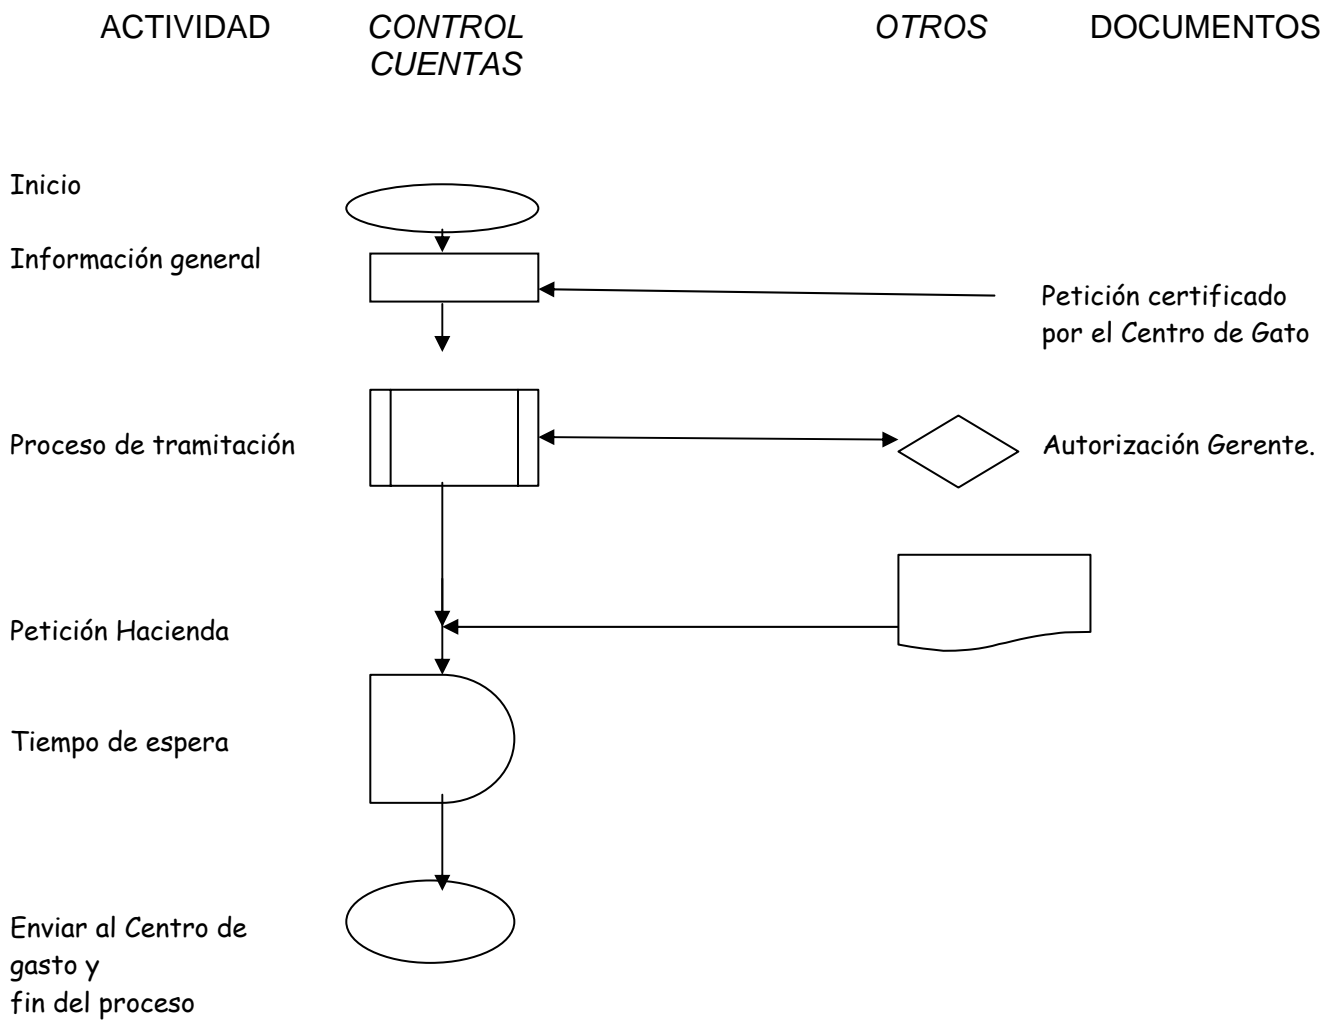 ACTIVIDAD
CONTROL
CUENTAS
OTROS
DOCUMENTOS
Inicio
Información general
Petición certificado
por el Centro de Gato
Proceso de tramitación
Autorización Gerente.
Petición Hacienda
Tiempo de espera
Enviar al Centro de
gasto y
fin del proceso